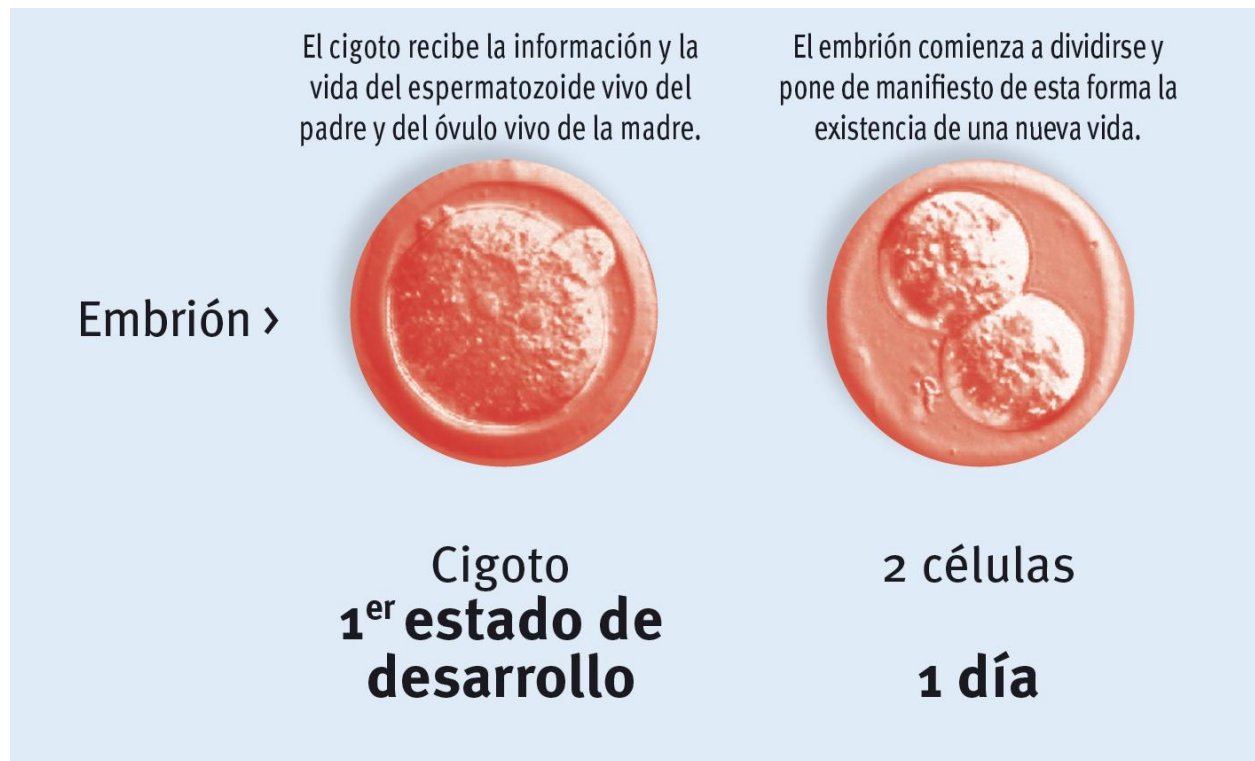 El cigoto recibe la información y la
vida del espermatozoide vivo del
padre y del óvulo vivo de la madre.
El embrión comienza a dividirse y
pone de manifiesto de esta forma la
existencia de una nueva vida.
Embrión >
Cigoto
1er estado de
desarrollo
2 células
1 día